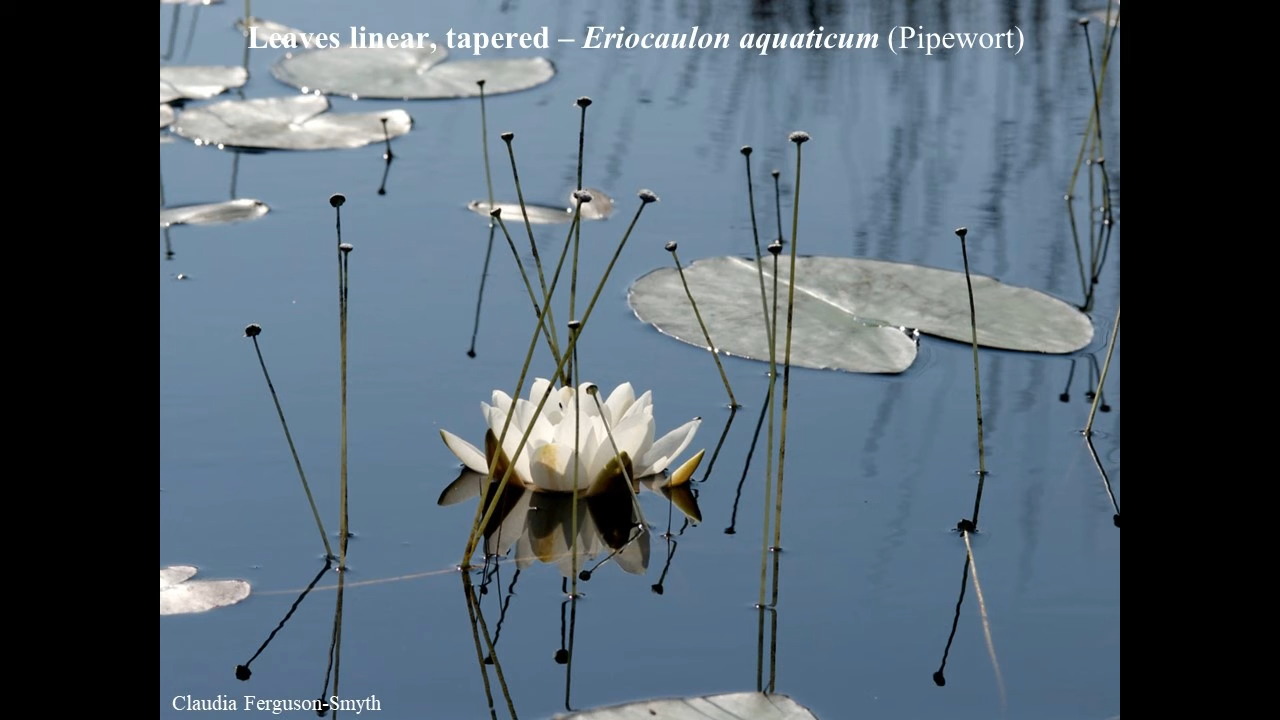 Leaves linear, tapered – Eriocaulon aquaticum (Pipewort)
Claudia Ferguson-Smyth